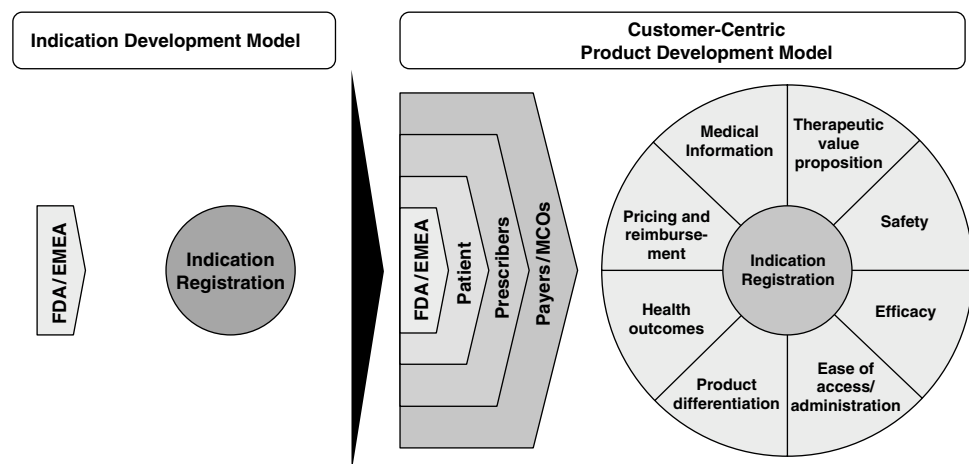 Indication Development Model
Customer-Centric
Product Development Model
FDA/EMEA
Indication
Registration
FDA/EMEA
Patient
Prescribers
Payers/MCOs
Medical
Information
Therapeutic
value
proposition
Pricing and
reimburse-
ment
Safety
Indication
Registration
Health
outcomes
Efficacy
Product
differentiation
Ease of
access/
administration